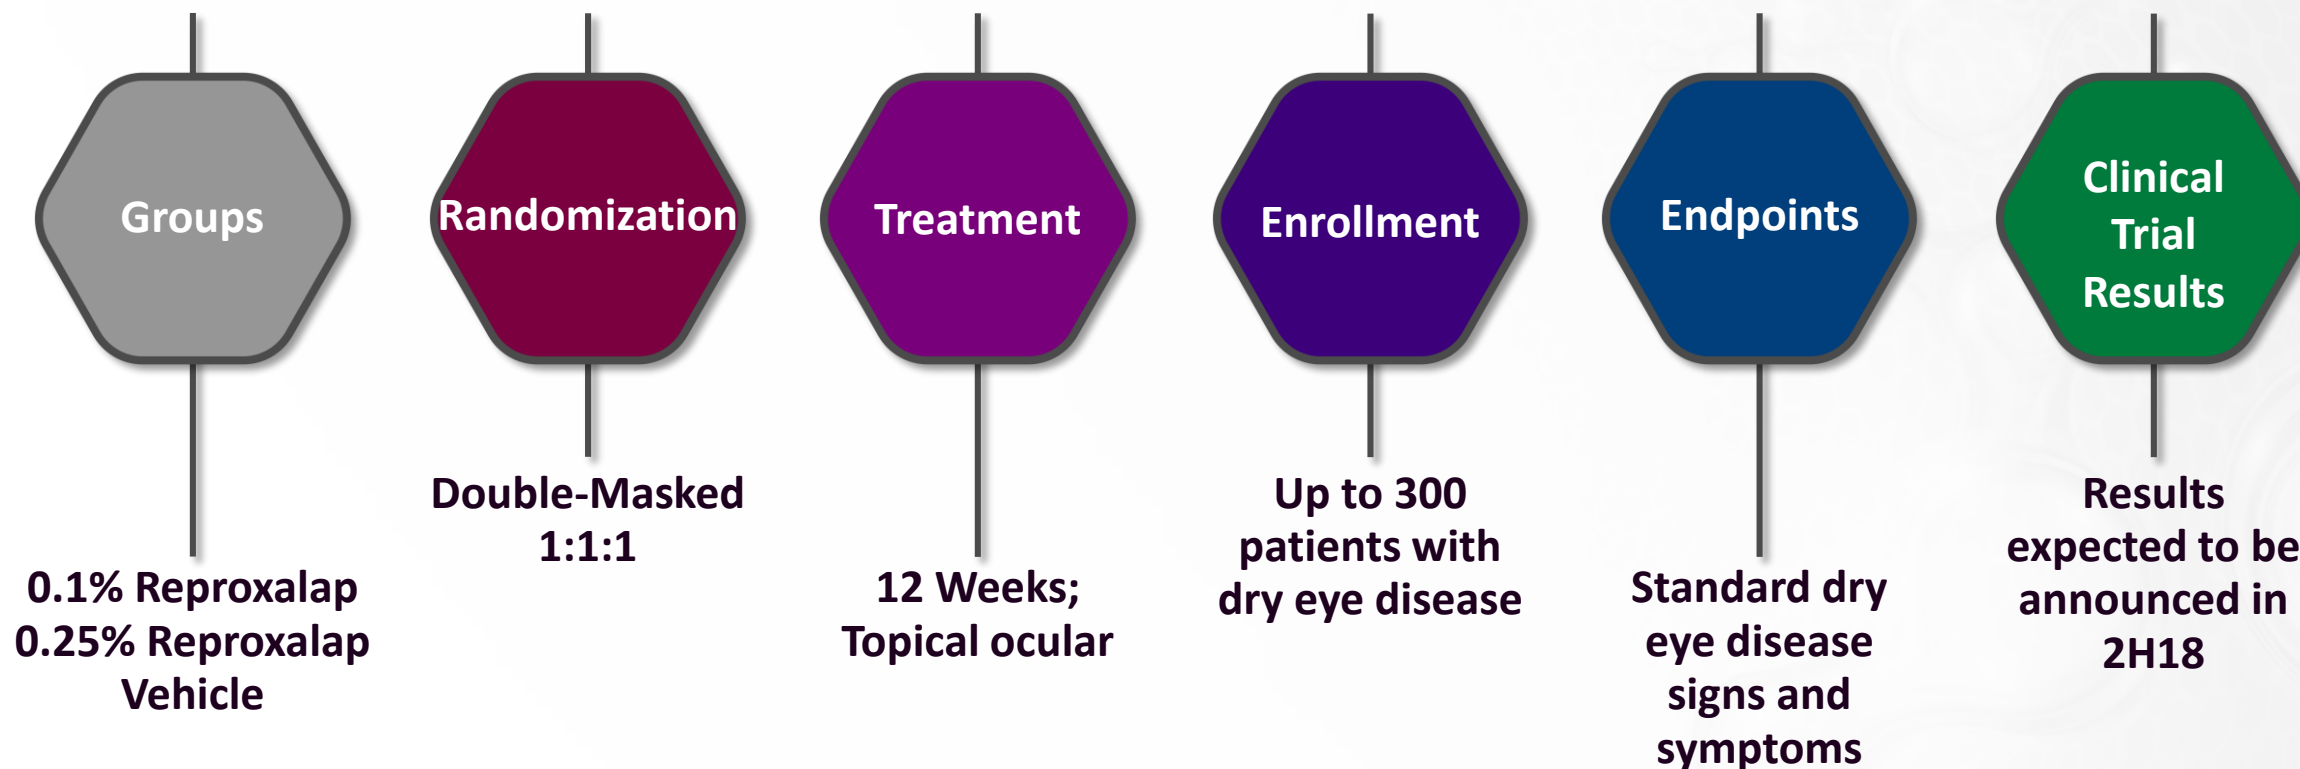 Groups
0.1% Reproxalap
0.25% Reproxalap
Vehicle
Randomization
Double-Masked
1:1:1
Treatment
12 Weeks;
Topical ocular
Enrollment
Up to 300
patients with
dry eye disease
Endpoints
Standard dry
eye disease
signs and
symptoms
Clinical
Trial
Results
Results
expected to be
announced in
2H18